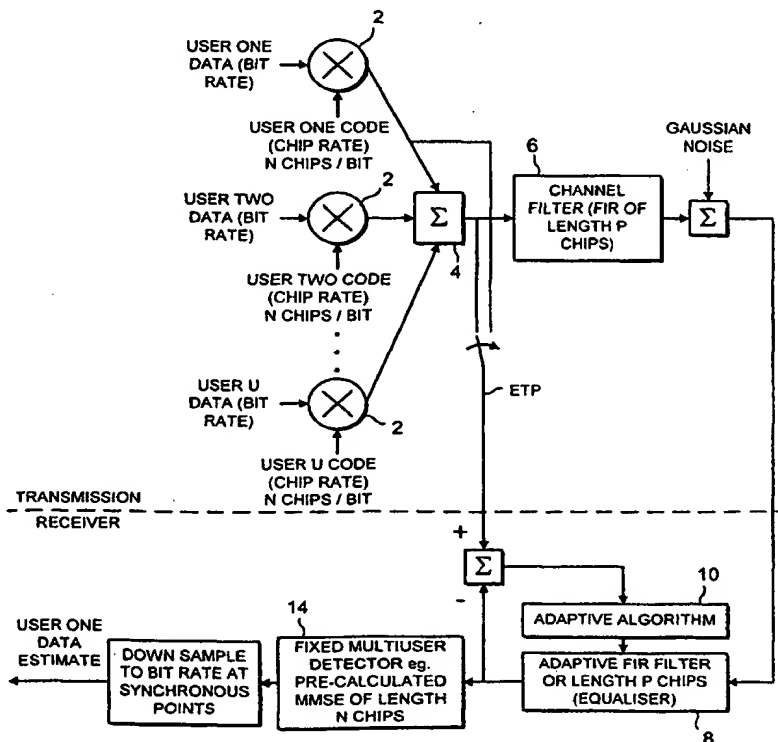 2
USER ONE
DATA (BIT
RATE)
USER ONE CODE
(CHIP RATE)
N CHIPS / BIT
2
USER TWO
DATA (BIT
RATE)
USER TWO CODE
(CHIP RATE)
N CHIPS / BIT
USER U
DATA (BIT
RATE)
2
USER U CODE
(CHIP RATE)
N CHIPS / BIT
Σ
4
6
CHANNEL
FILTER (FIR OF
LENGTH P
CHIPS)
GAUSSIAN
NOISE
Σ
ETP
TRANSMISSION
RECEIVER
+
Σ
-
10
ADAPTIVE ALGORITHM
ADAPTIVE FIR FILTER
OR LENGTH P CHIPS
(EQUALISER)
8
14
FIXED MULTIUSER
DETECTOR eg.
PRE-CALCULATED
MMSE OF LENGTH
N CHIPS
DOWN SAMPLE
TO BIT RATE AT
SYNCHRONOUS
POINTS
USER ONE
DATA
ESTIMATE